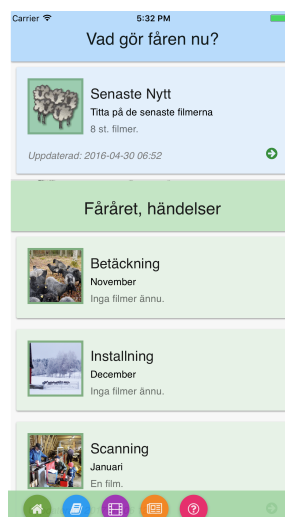 Carrier 5:32 PM
Vad gör fåren nu?
Senaste Nytt
Titta på de senaste filmerna
8 st. filmer.
Uppdaterad: 2016-04-30 06:52
Fåråret, händelser
Betäckning
November
Inga filmer ännu.
Installning
December
Inga filmer ännu.
Scanning
Januari
En film.